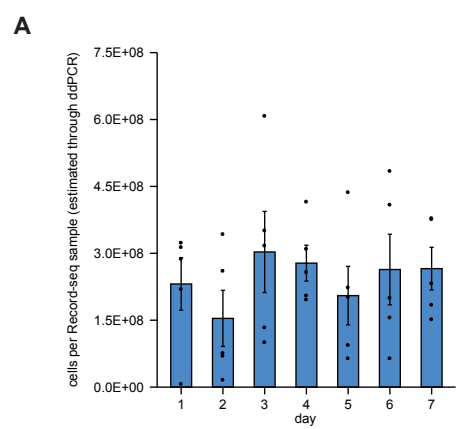 A
cells per Record-seq sample (estimated through ddPCR)
7.5E+08
6.0E+08
4.5E+08
3.0E+08
1.5E+08
0.0E+00
1 2 3 4 5 6 7
day